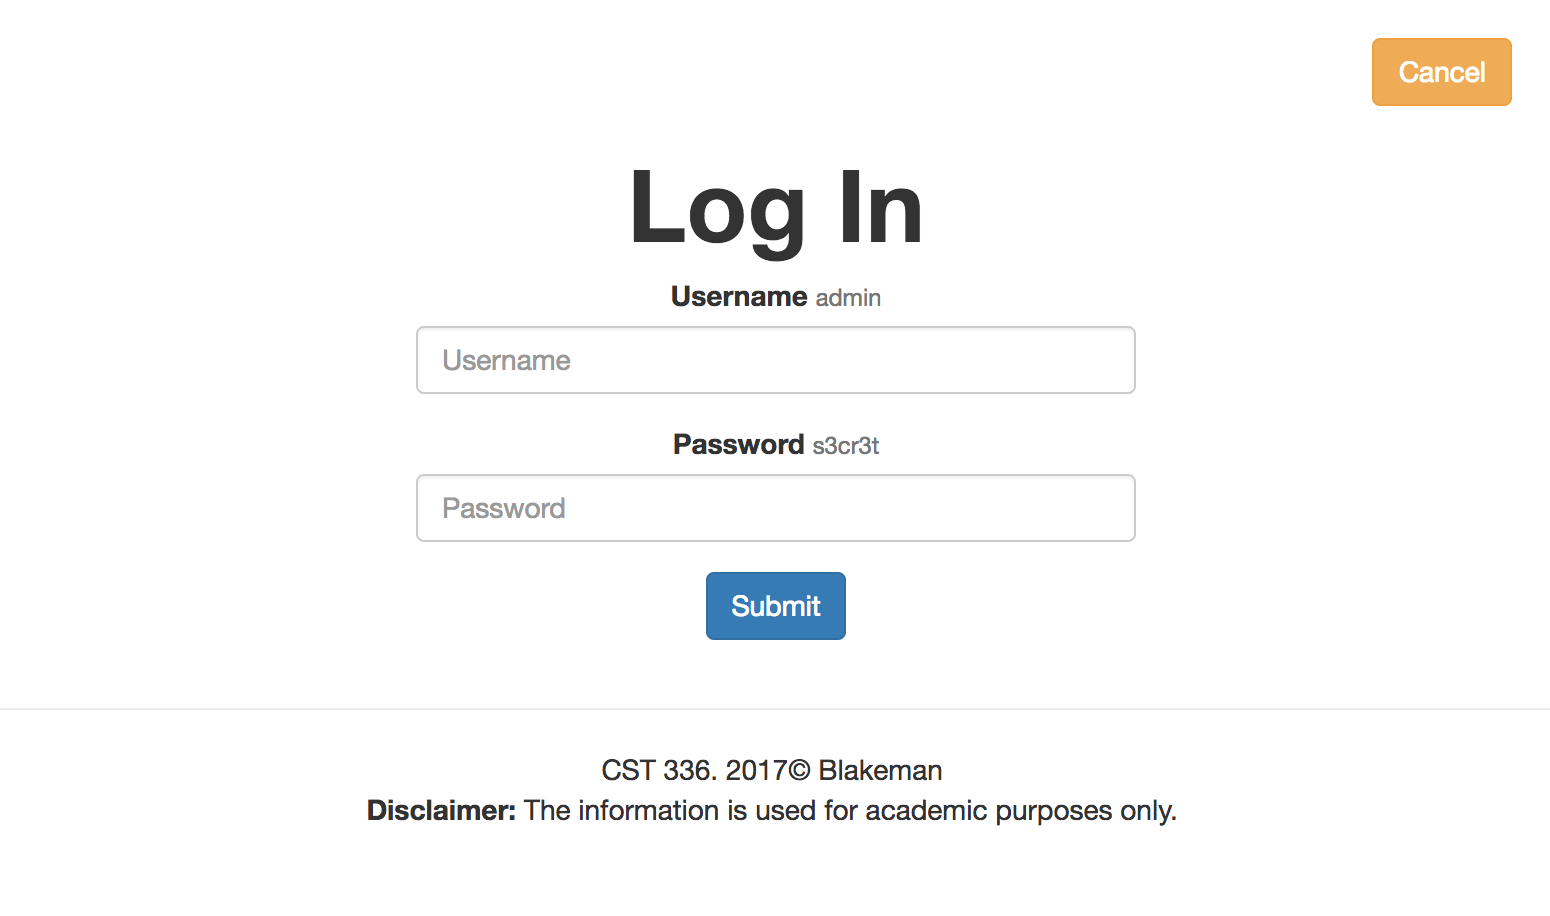 Cancel
Log In
Username admin
Username
Password s3cr3t
Password
Submit
CST 336. 2017© Blakeman
Disclaimer: The information is used for academic purposes only.